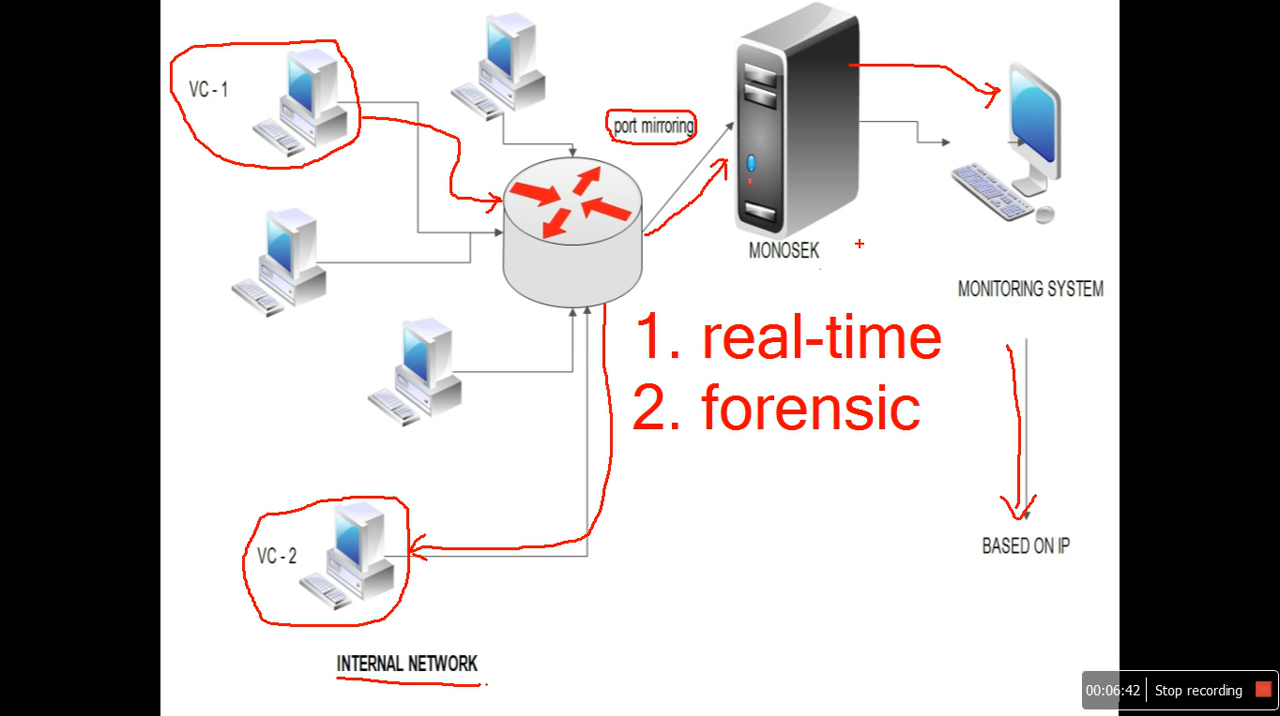 VC - 1
port mirroring
MONOSEK
MONITORING SYSTEM
1. real-time
2. forensic
BASED ON IP
VC - 2
INTERNAL NETWORK
00:06:42 Stop recording